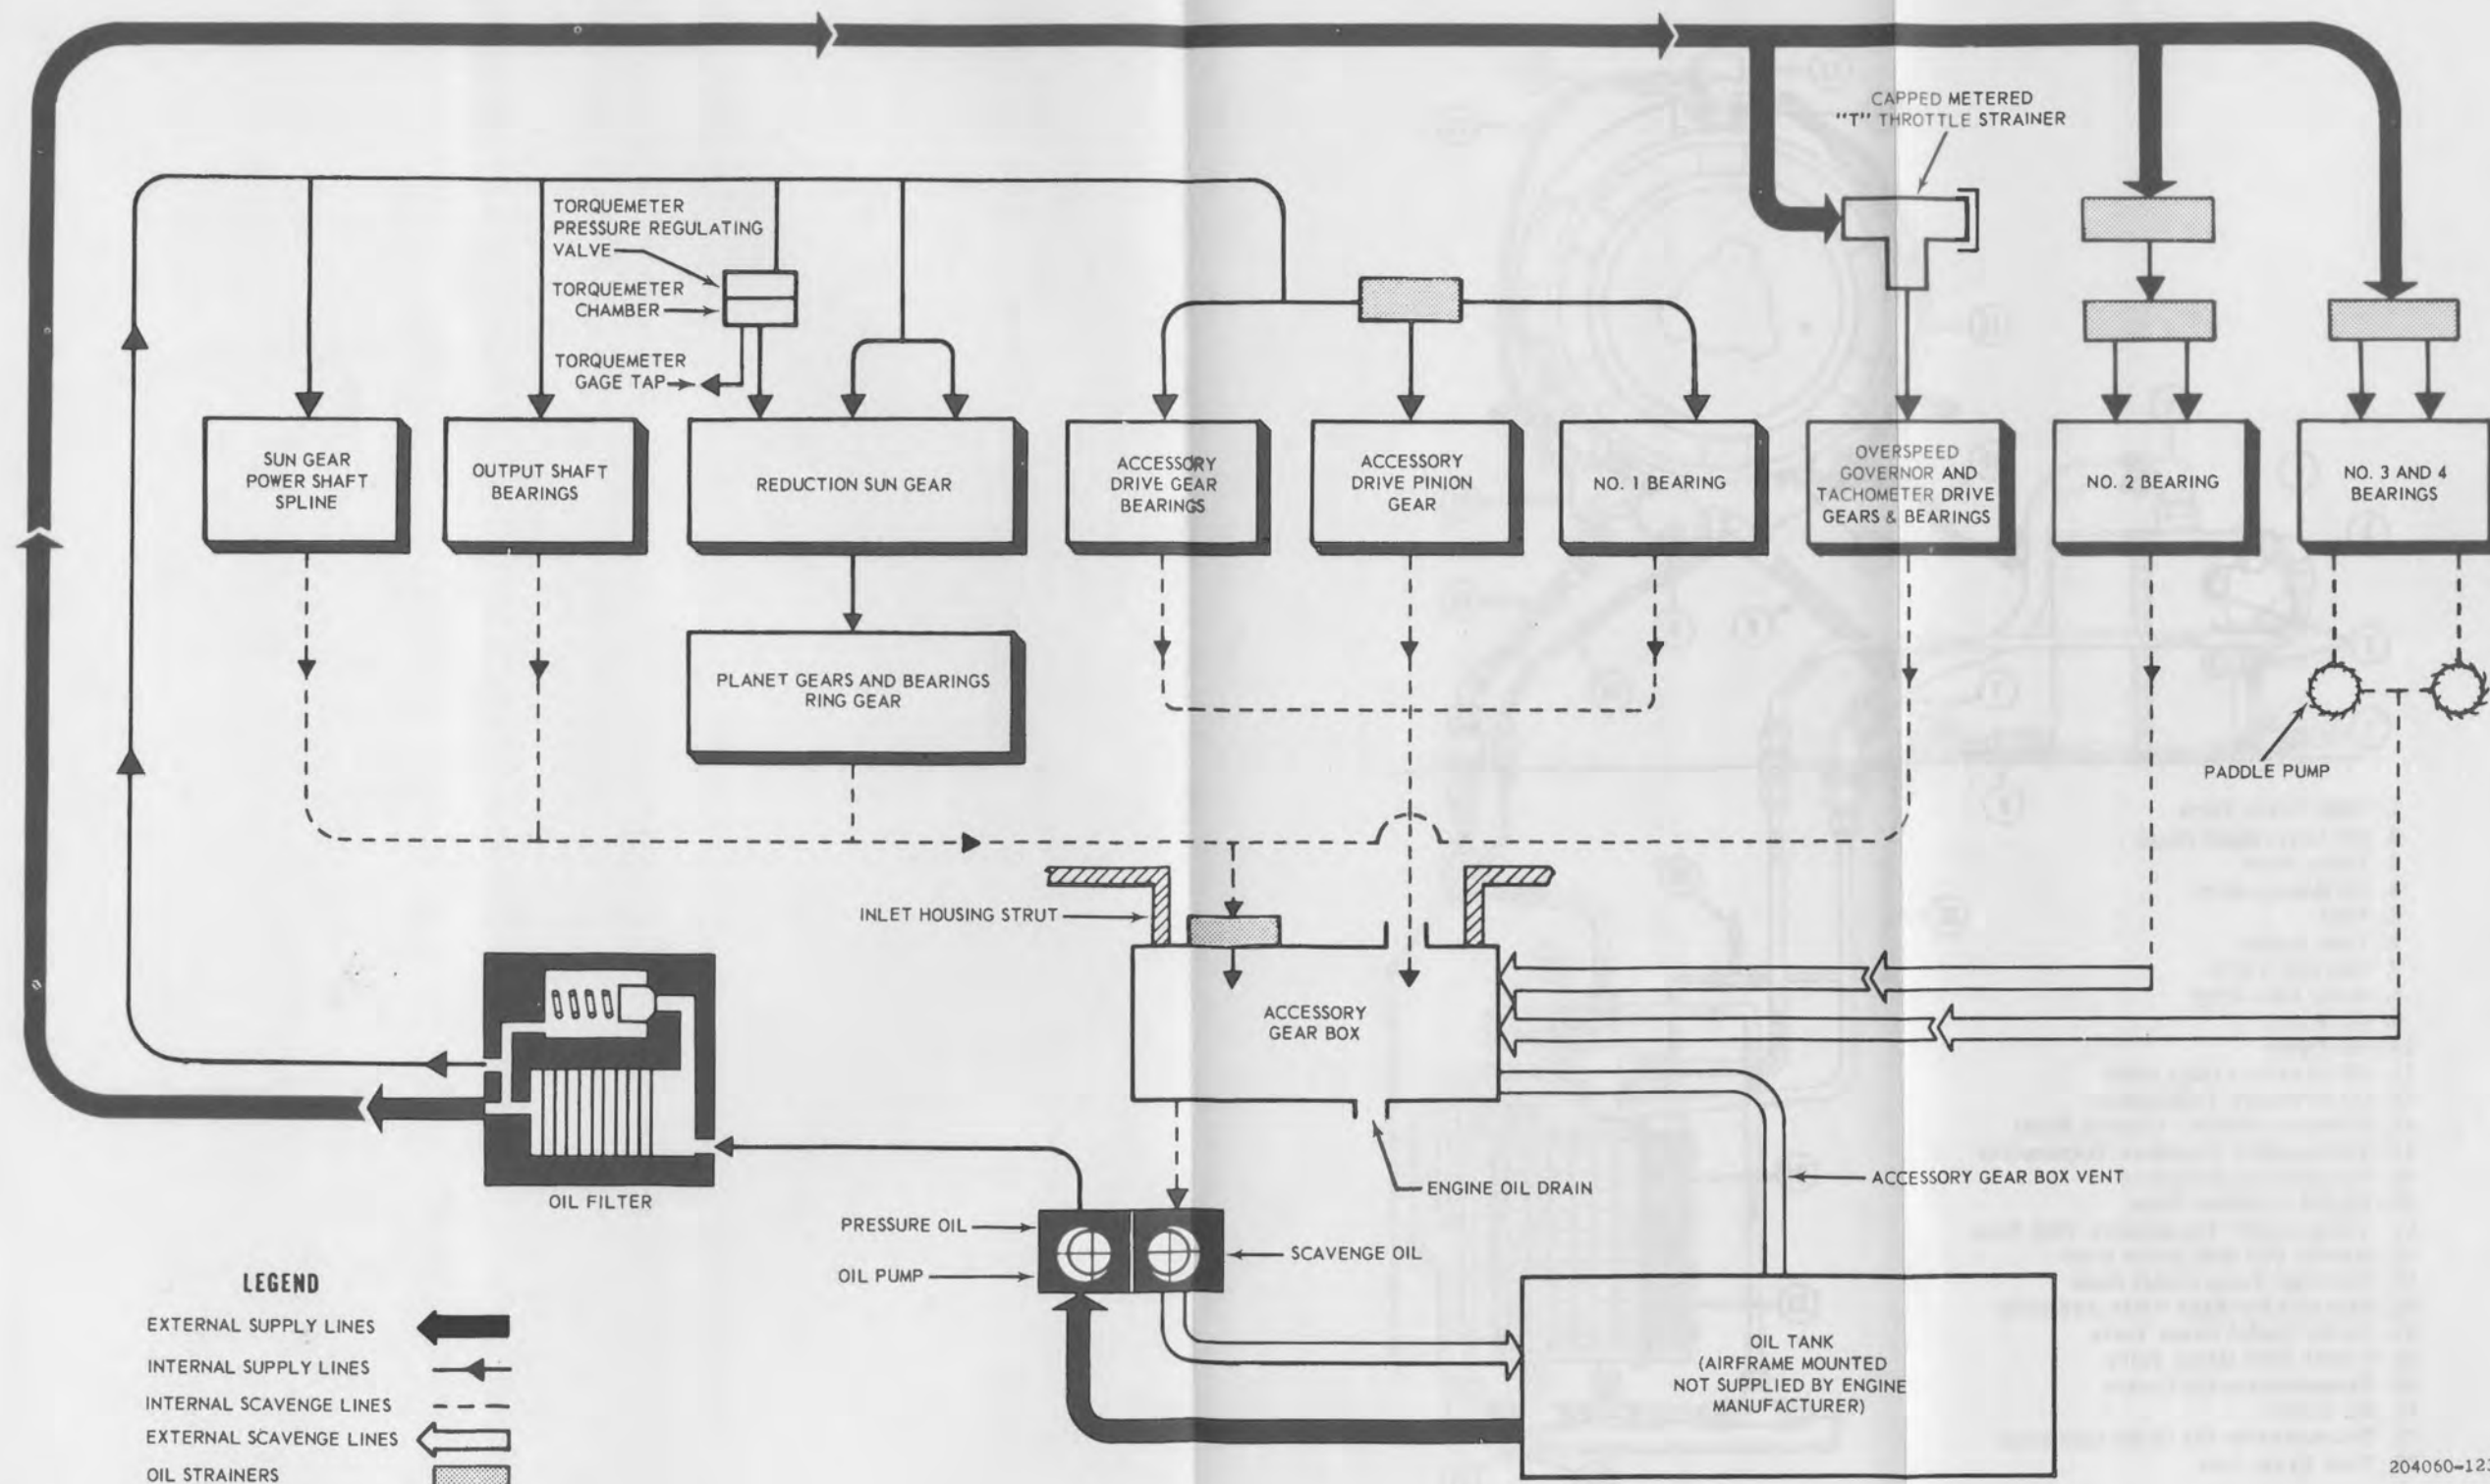 CAPPED METERED
"T" THROTTLE STRAINER
TORQUEMETER
PRESSURE REGULATING
VALVE
TORQUEMETER
CHAMBER
TORQUEMETER
GAGE TAP
SUN GEAR
POWER SHAFT
SPLINE
OUTPUT SHAFT
BEARINGS
REDUCTION SUN GEAR
ACCESSORY
DRIVE GEAR
BEARINGS
ACCESSORY
DRIVE PINION
GEAR
NO. 1 BEARING
OVERSPEED
GOVERNOR AND
TACHOMETER DRIVE
GEARS & BEARINGS
NO. 2 BEARING
NO. 3 AND 4
BEARINGS
PLANET GEARS AND BEARINGS
RING GEAR
PADDLE PUMP
INLET HOUSING STRUT
ACCESSORY
GEAR BOX
OIL FILTER
ENGINE OIL DRAIN
ACCESSORY GEAR BOX VENT
PRESSURE OIL
OIL PUMP
SCAVENGE OIL
OIL TANK
(AIRFRAME MOUNTED
NOT SUPPLIED BY ENGINE
MANUFACTURER)
LEGEND
EXTERNAL SUPPLY LINES
INTERNAL SUPPLY LINES
INTERNAL SCAVENGE LINES
EXTERNAL SCAVENGE LINES
OIL STRAINERS
204060-12